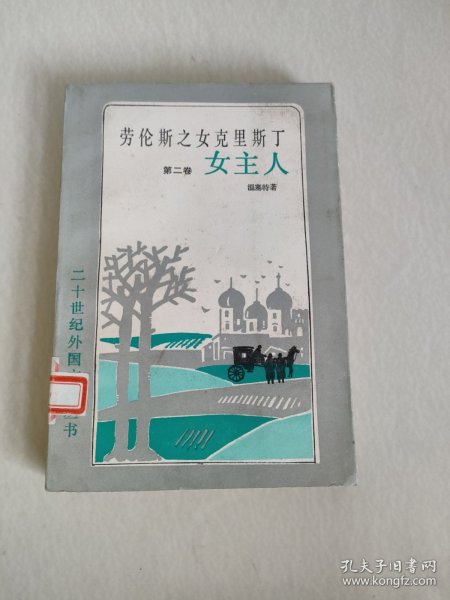 劳伦斯之女克里斯丁
第二卷 女主人
温塞特著
二十世纪外国
书
孔夫子旧书网
www.kongfz.com